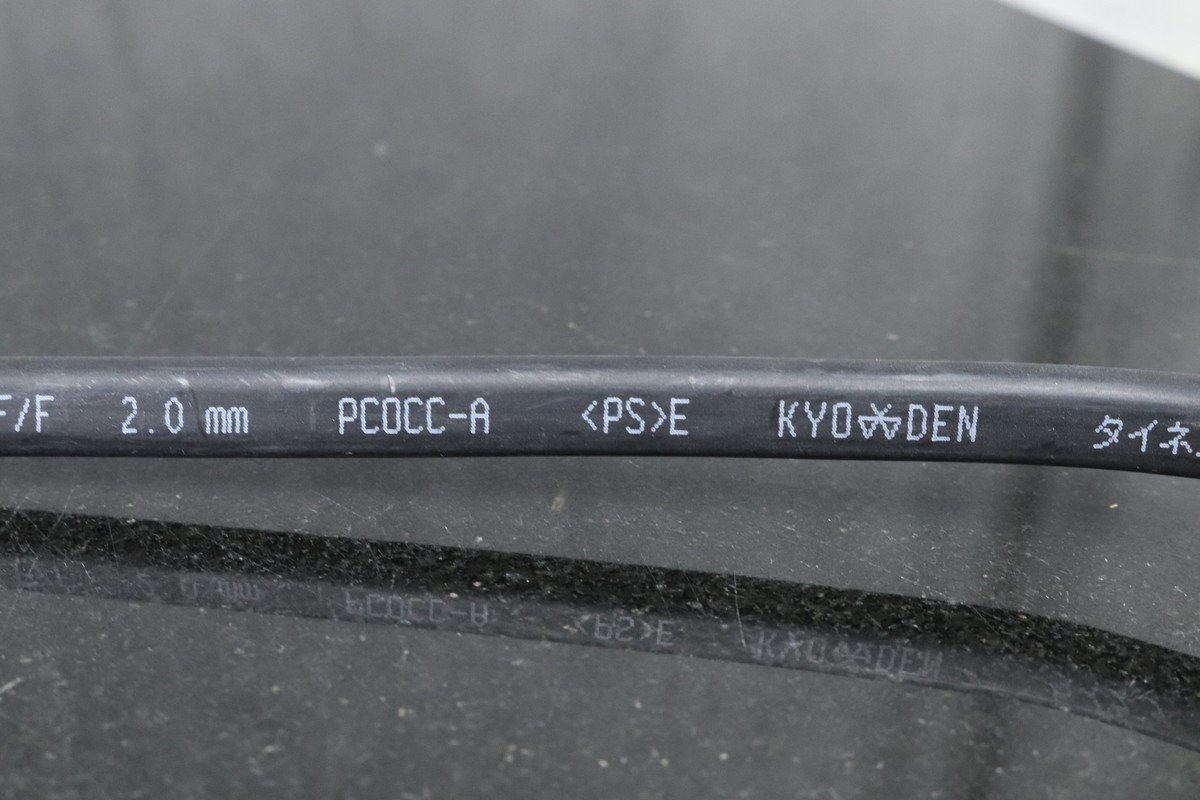 F/F 2.0 mm PCOCC-A <PS>E KYO DEN タイネ